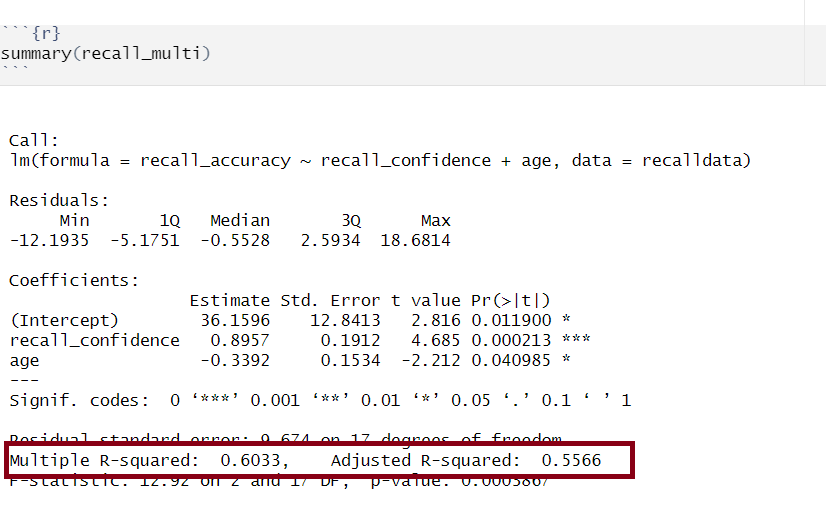 ```{r}
summary(recall_multi)
```
Call:
lm(formula = recall_accuracy ~ recall_confidence + age, data = recalldata)
Residuals:
Min 1Q Median 3Q Max
-12.1935 -5.1751 -0.5528 2.5934 18.6814
Coefficients:
Estimate Std. Error t value Pr(>|t|)
(Intercept) 36.1596 12.8413 2.816 0.011900 *
recall_confidence 0.8957 0.1912 4.685 0.000213 ***
age -0.3392 0.1534 -2.212 0.040985 *
---
Signif. codes: 0 ‘***’ 0.001 ‘**’ 0.01 ‘*’ 0.05 ‘.’ 0.1 ‘ ’ 1
Residual standard error: 9.674 on 17 degrees of freedom
Multiple R-squared: 0.6033, Adjusted R-squared: 0.5566
F-statistic: 12.92 on 2 and 17 DF, p-value: 0.0003867